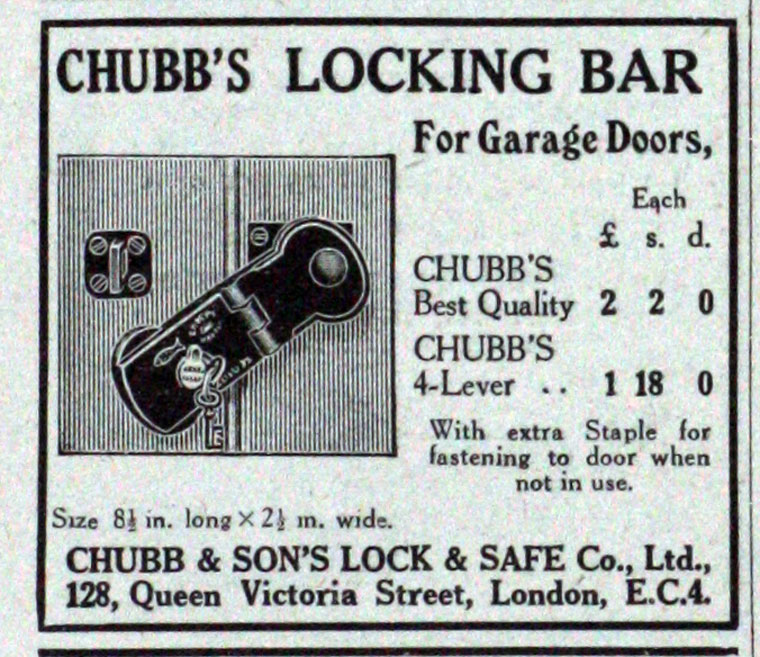 CHUBB'S LOCKING BAR
For Garage Doors,
Each
£ s. d.
CHUBB'S
Best Quality 2 2 0
CHUBB'S
4-Lever .. 1 18 0
With extra Staple for
fastening to door when
not in use.
Size 8½ in. long × 2½ in. wide.
CHUBB & SON'S LOCK & SAFE Co., Ltd.,
128, Queen Victoria Street, London, E.C.4.